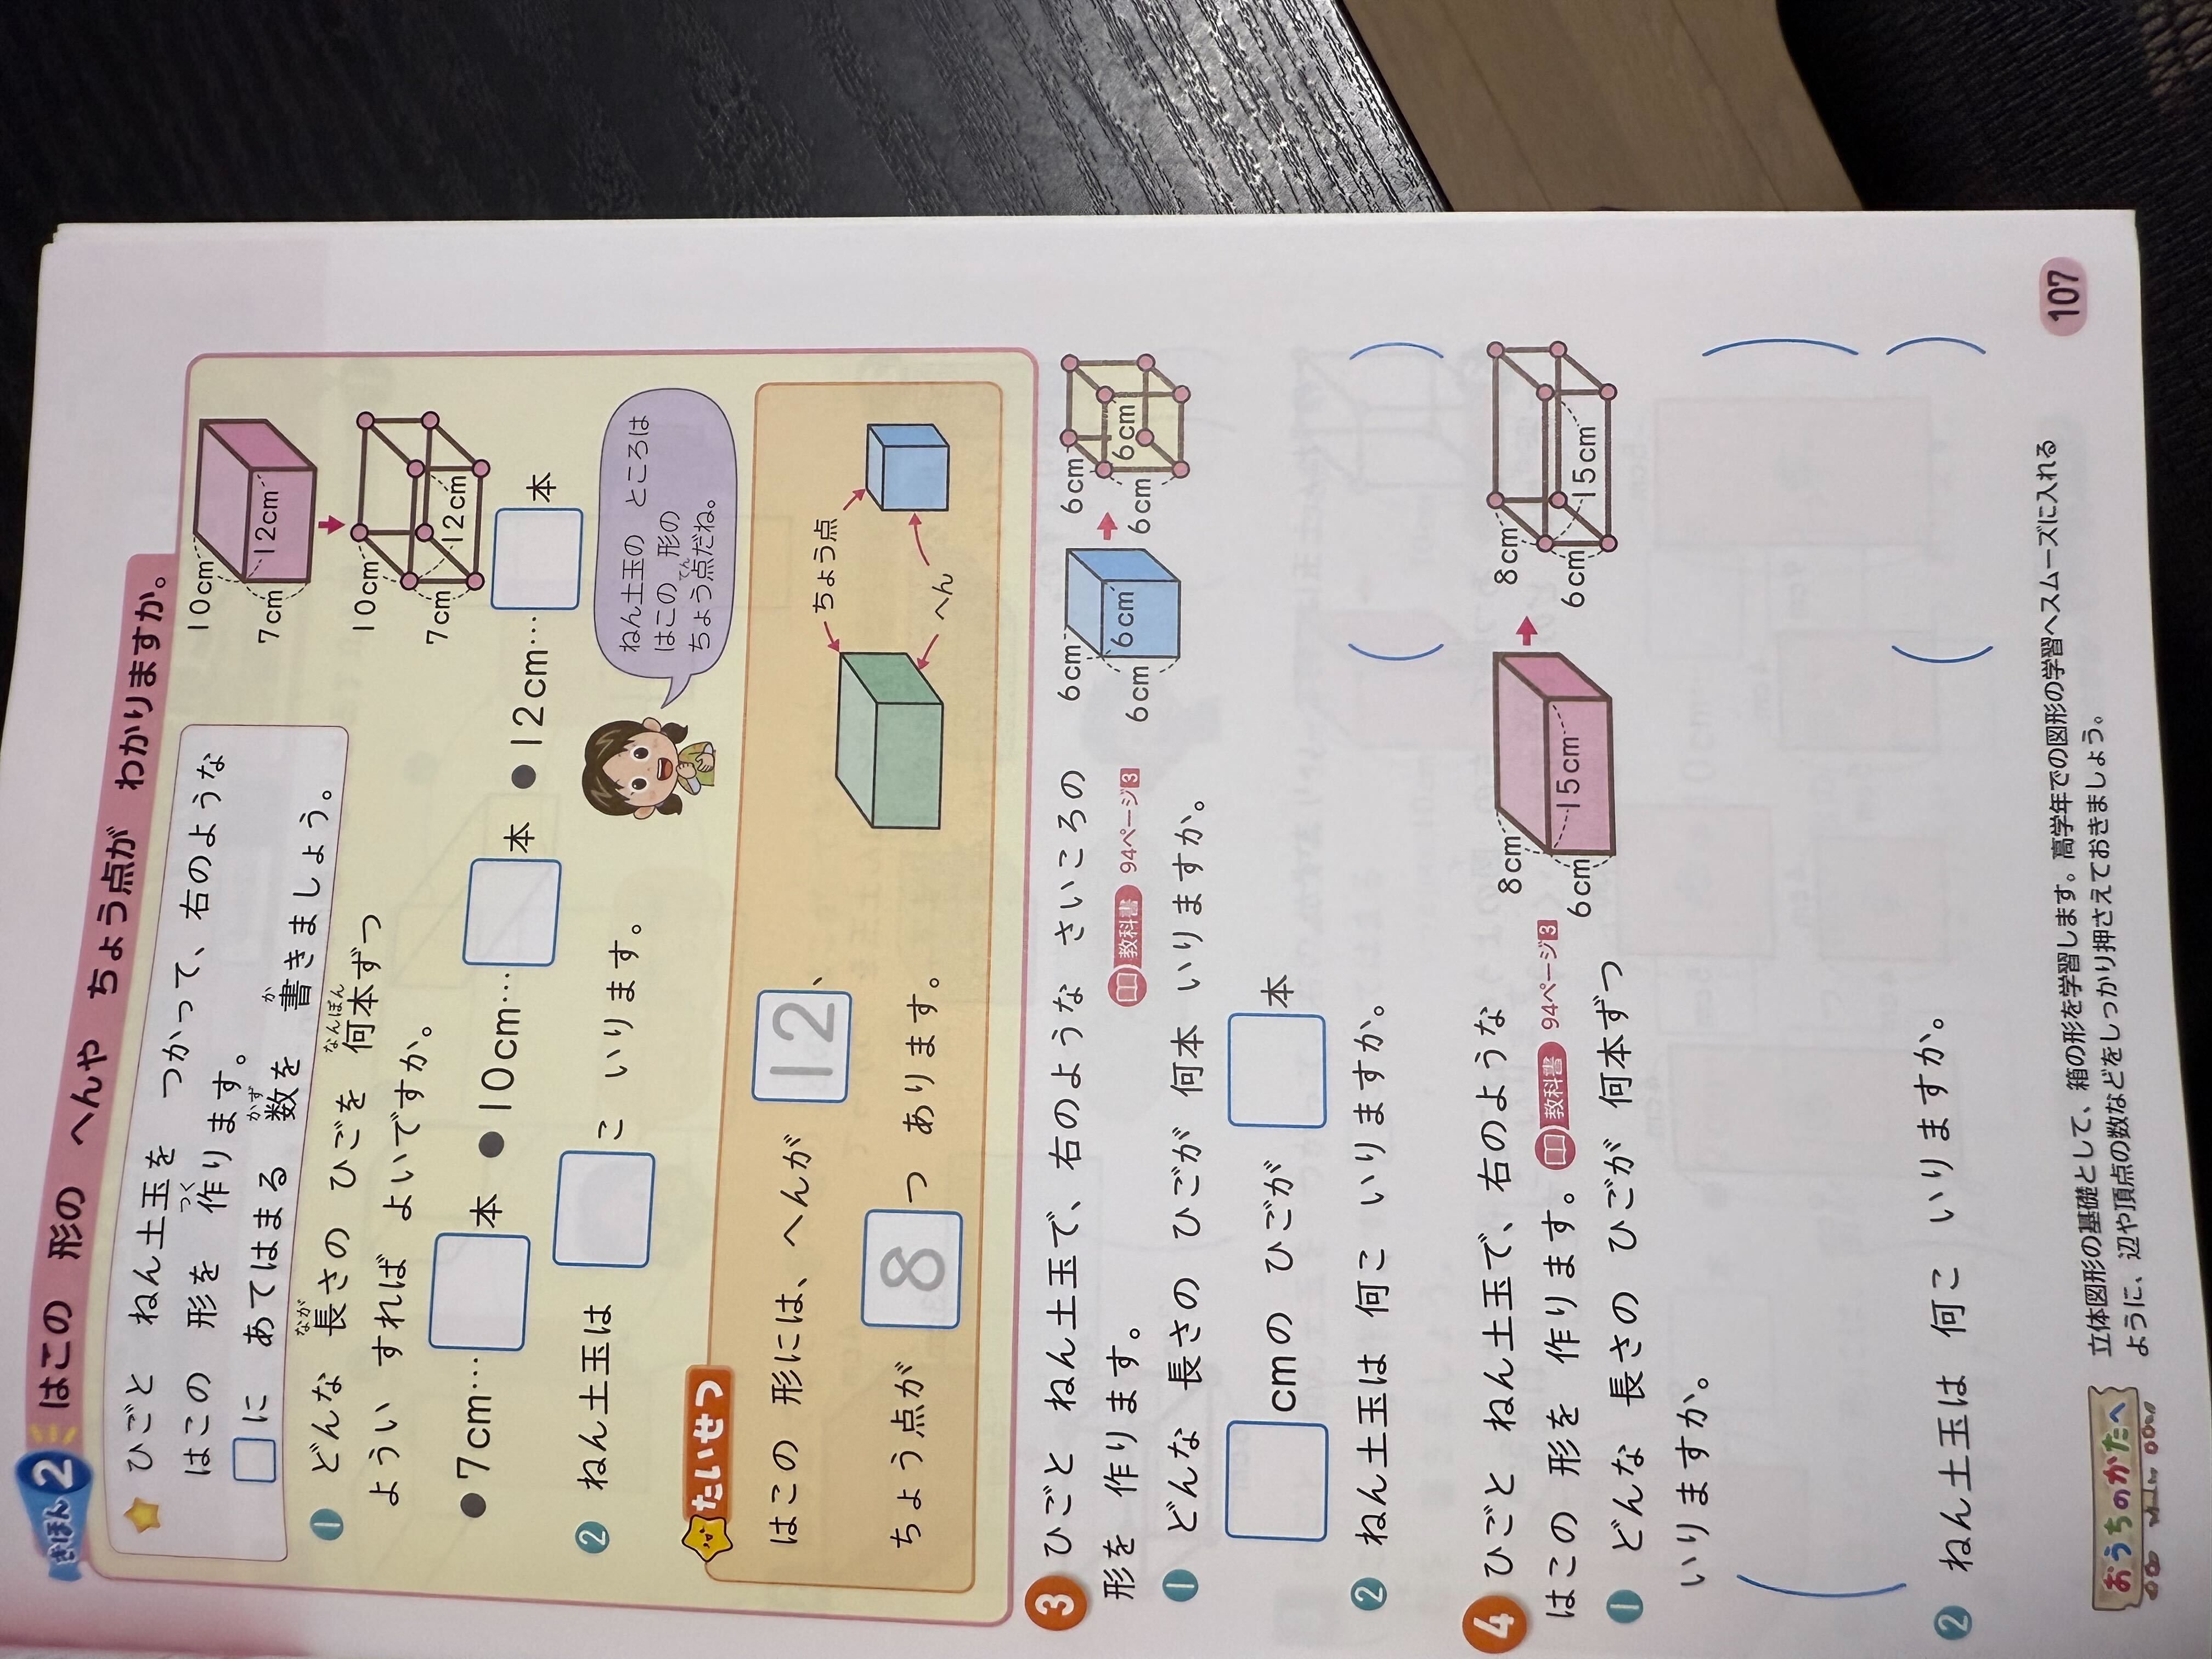 きほん2 はこの 形の へんや ちょう点が わかりますか。
ひごと ねん土玉を つかって、右のような
はこの 形を 作ります。
□に あてはまる 数を 書きましょう。
つく
かず
か
10cm
7cm
12cm
10cm
7cm
12cm
1 どんな 長さの ひごを 何本ずつ
なが
なんぼん
ようい すれば よいですか。
●7cm…□本 ●10cm…□本 ●12cm…□本
2 ねん土玉は □こ いります。
ねん土玉の ところは
はこの 形の
ちょう点だね。
てん
たいせつ
はこの 形には、へんが 12、
ちょう点が 8つ あります。
ちょう点
へん
3 ひごと ねん土玉で、右のような さいころの
形を 作ります。
教科書 94ページ3
6cm
6cm
6cm
6cm
6cm
6cm
1 どんな 長さの ひごが 何本 いりますか。
□cmの ひごが □本
2 ねん土玉は 何こ いりますか。
( )
4 ひごと ねん土玉で、右のような
はこの 形を 作ります。
教科書 94ページ3
8cm
6cm
15cm
8cm
6cm
15cm
1 どんな 長さの ひごが 何本ずつ
いりますか。
( )
2 ねん土玉は 何こ いりますか。
( )
おうちのかたへ
立体図形の基礎として、箱の形を学習します。高学年での図形の学習へスムーズに入れる
ように、辺や頂点の数などをしっかり押さえておきましょう。
107